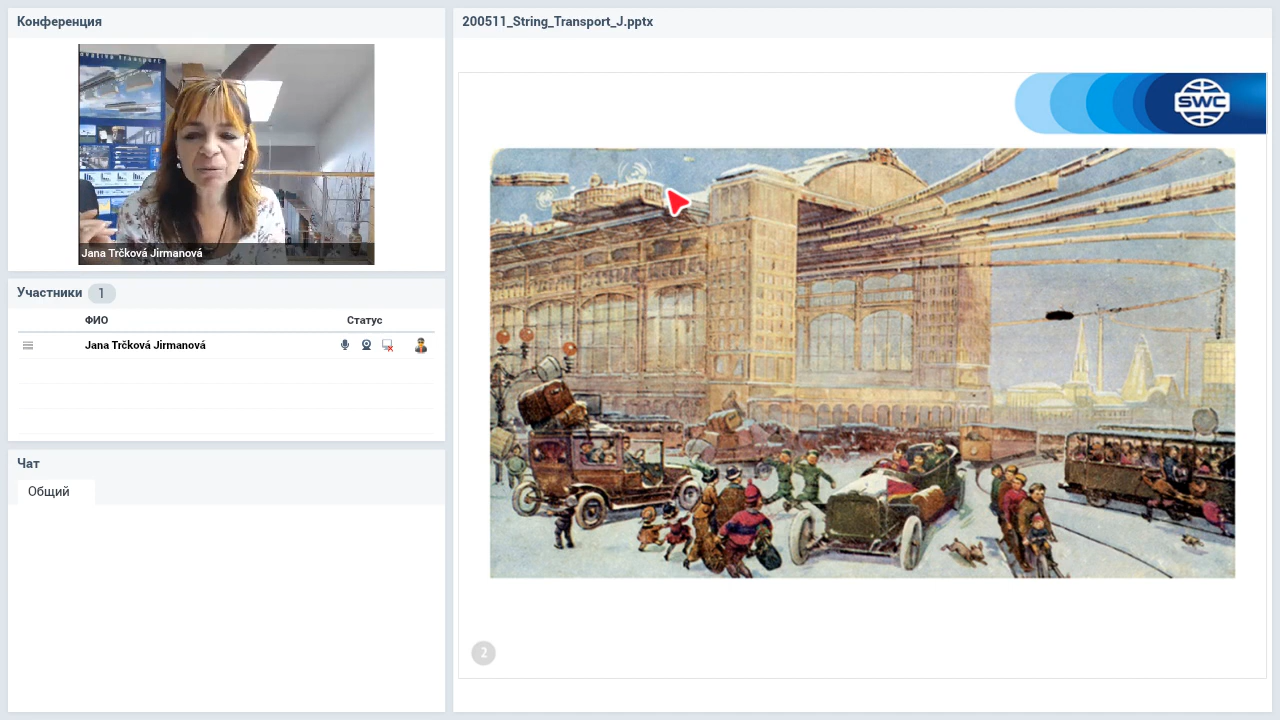 Конференция
Jana Trčková Jirmanová
Участники 1
ФИО Статус
Jana Trčková Jirmanová
Чат
Общий
200511_String_Transport_J.pptx
SWC
2